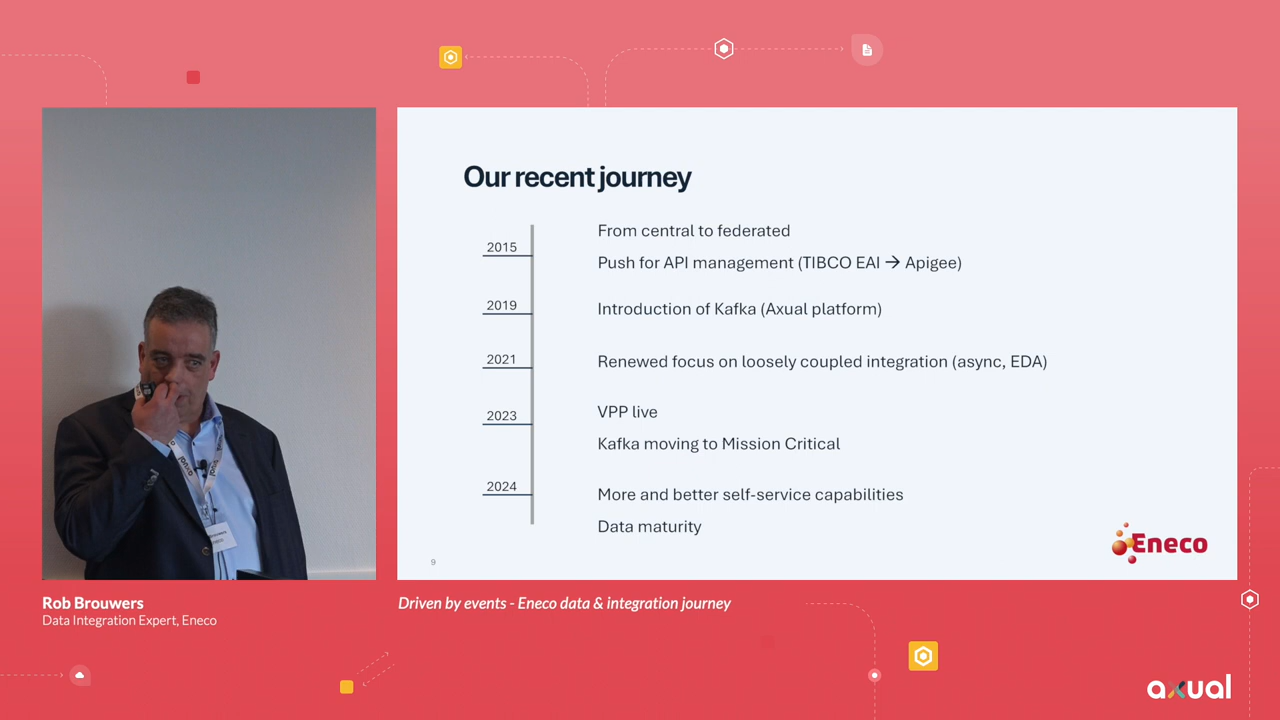 Our recent journey
2015
From central to federated
Push for API management (TIBCO EAI → Apigee)
2019
Introduction of Kafka (Axual platform)
2021
Renewed focus on loosely coupled integration (async, EDA)
2023
VPP live
Kafka moving to Mission Critical
2024
More and better self-service capabilities
Data maturity
Eneco
9
Rob Brouwers
Data Integration Expert, Eneco
Driven by events - Eneco data & integration journey
axual